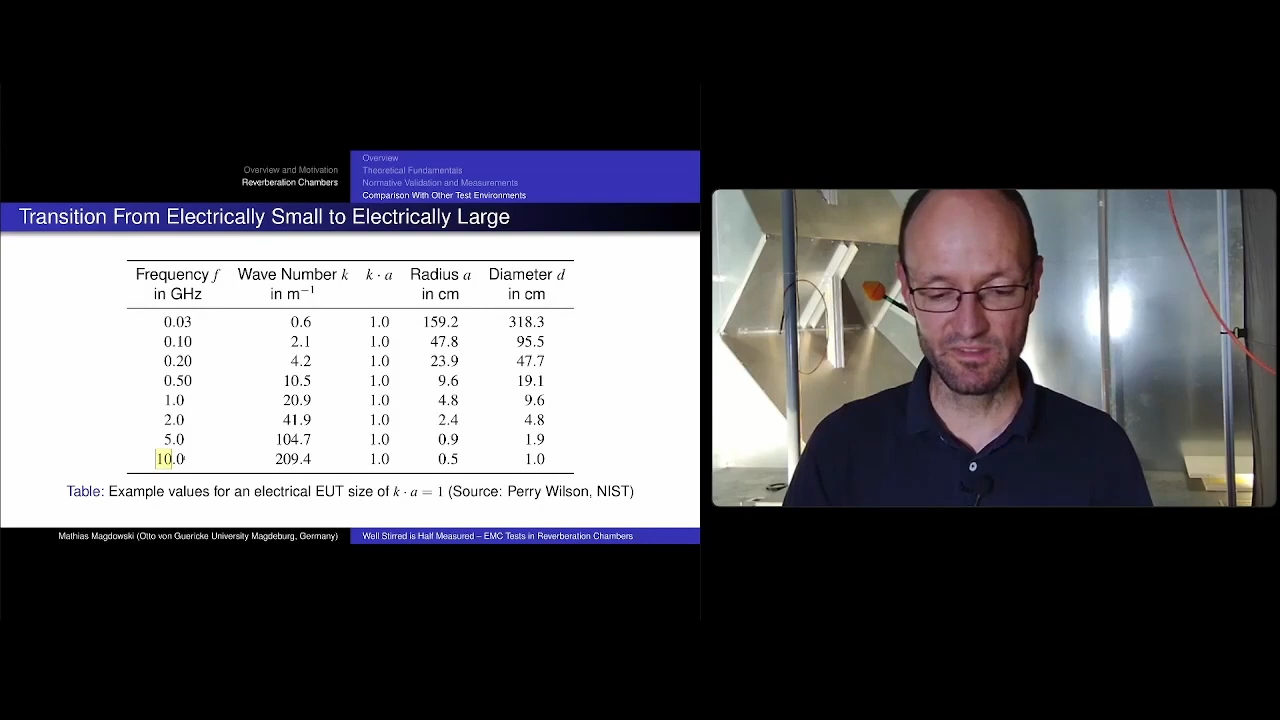 Overview and Motivation
Reverberation Chambers
Overview
Theoretical Fundamentals
Normative Validation and Measurements
Comparison With Other Test Environments
Transition From Electrically Small to Electrically Large
Frequency f Wave Number k k · a Radius a Diameter d
in GHz in m⁻¹ in cm in cm
0.03 0.6 1.0 159.2 318.3
0.10 2.1 1.0 47.8 95.5
0.20 4.2 1.0 23.9 47.7
0.50 10.5 1.0 9.6 19.1
1.0 20.9 1.0 4.8 9.6
2.0 41.9 1.0 2.4 4.8
5.0 104.7 1.0 0.9 1.9
10.0 209.4 1.0 0.5 1.0
Table: Example values for an electrical EUT size of k · a = 1 (Source: Perry Wilson, NIST)
Mathias Magdowski (Otto von Guericke University Magdeburg, Germany)
Well Stirred is Half Measured – EMC Tests in Reverberation Chambers